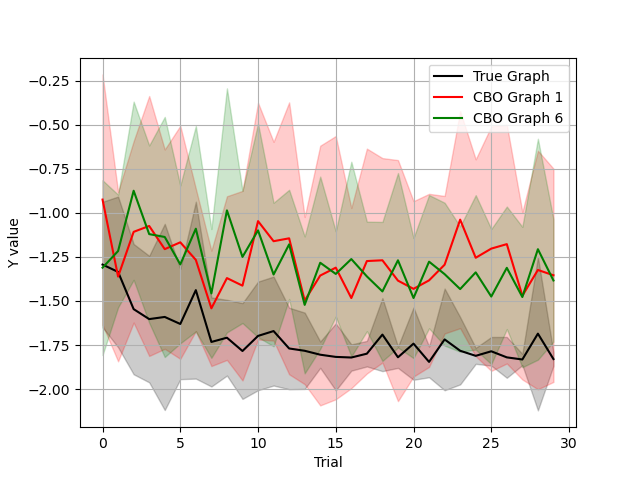 True Graph
CBO Graph 1
CBO Graph 6
−0.25
−0.50
−0.75
−1.00
−1.25
−1.50
−1.75
−2.00
Y value
0 5 10 15 20 25 30
Trial